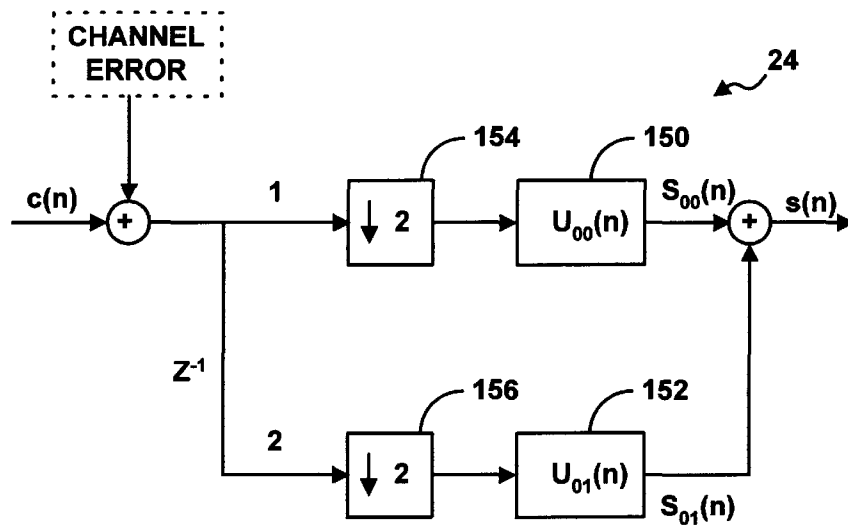 CHANNEL
ERROR
24
154
150
c(n)
+
1
↓ 2
U₀₀(n)
S₀₀(n)
+
s(n)
Z⁻¹
156
152
2
↓ 2
U₀₁(n)
S₀₁(n)